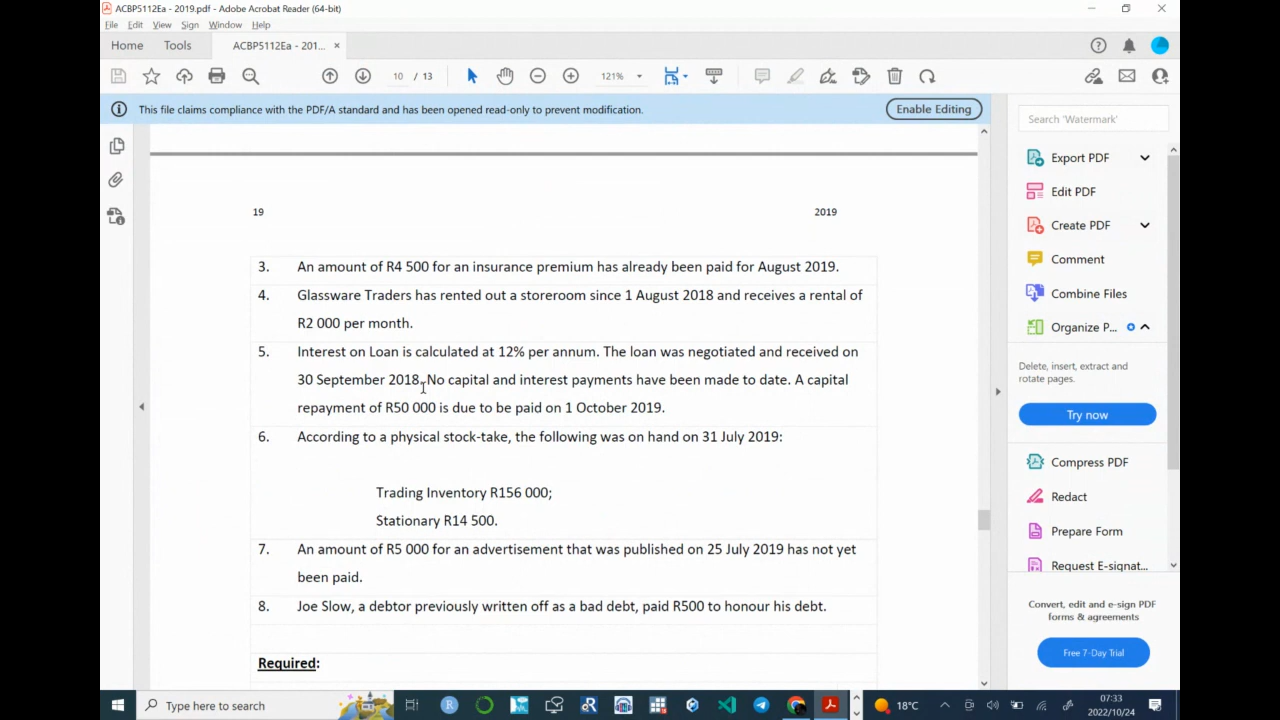 ACBP5112Ea - 2019.pdf - Adobe Acrobat Reader (64-bit)
File Edit View Sign Window Help
Home Tools ACBP5112Ea - 201... ×
10 / 13 121%
This file claims compliance with the PDF/A standard and has been opened read-only to prevent modification. Enable Editing
19 2019
3. An amount of R4 500 for an insurance premium has already been paid for August 2019.
4. Glassware Traders has rented out a storeroom since 1 August 2018 and receives a rental of
R2 000 per month.
5. Interest on Loan is calculated at 12% per annum. The loan was negotiated and received on
30 September 2018. No capital and interest payments have been made to date. A capital
repayment of R50 000 is due to be paid on 1 October 2019.
6. According to a physical stock-take, the following was on hand on 31 July 2019:
Trading Inventory R156 000;
Stationary R14 500.
7. An amount of R5 000 for an advertisement that was published on 25 July 2019 has not yet
been paid.
8. Joe Slow, a debtor previously written off as a bad debt, paid R500 to honour his debt.
Required:
Search 'Watermark'
Export PDF
Edit PDF
Create PDF
Comment
Combine Files
Organize P...
Delete, insert, extract and
rotate pages.
Try now
Compress PDF
Redact
Prepare Form
Request E-signat...
Convert, edit and e-sign PDF
forms & agreements
Free 7-Day Trial
Type here to search
18°C
07:33
2022/10/24